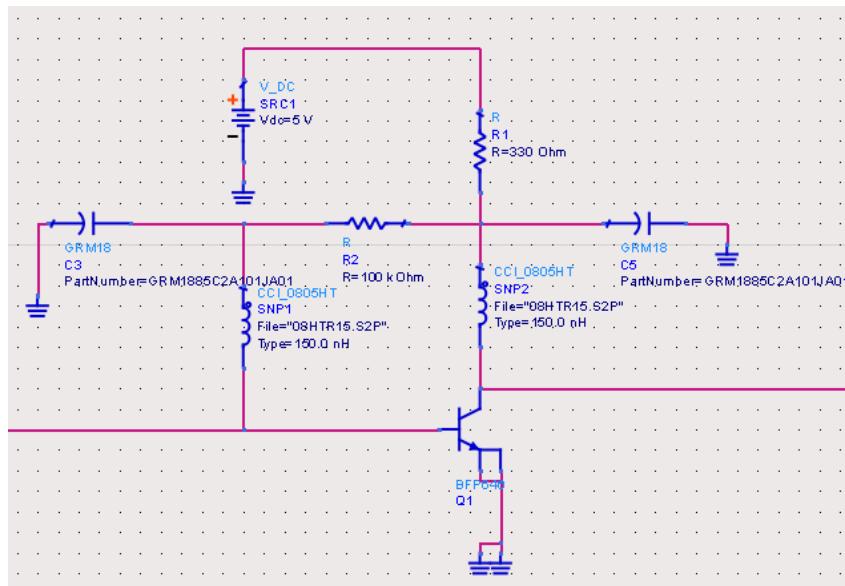 V_DC
SRC1
Vdc=5 V
R
R1
R=330 Ohm
GRM18
C3
PartNumber=GRM1885C2A101JA01
R
R2
R=100 kOhm
GRM18
C5
PartNumber=GRM1885C2A101JA01
CCI_0805HT
SNP1
File="08HTR15.S2P"
Type=150.0 nH
CCI_0805HT
SNP2
File="08HTR15.S2P"
Type=150.0 nH
Q1